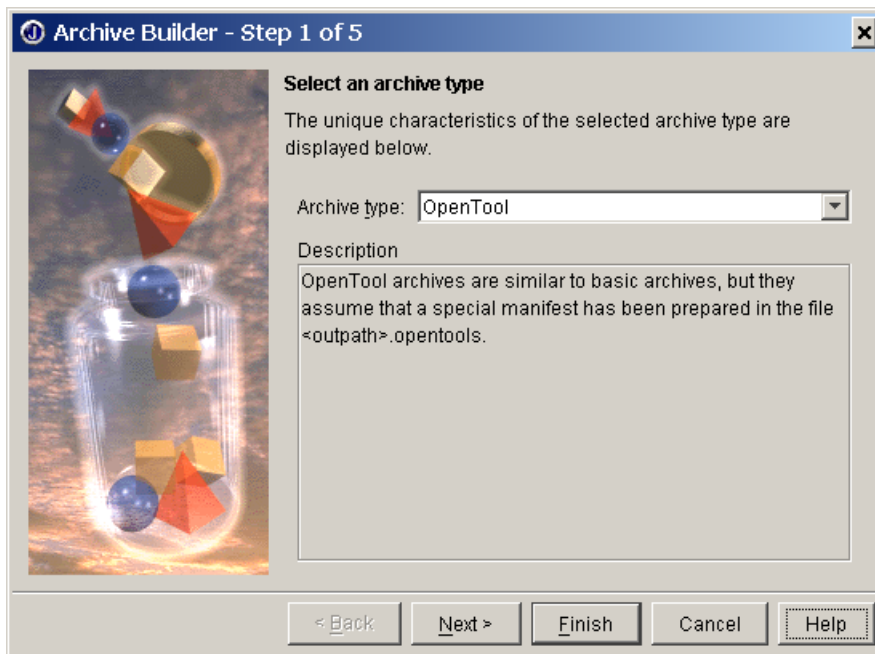 Archive Builder - Step 1 of 5
Select an archive type
The unique characteristics of the selected archive type are
displayed below.
Archive type: OpenTool
Description
OpenTool archives are similar to basic archives, but they
assume that a special manifest has been prepared in the file
<outpath>.opentools.
< Back Next > Finish Cancel Help